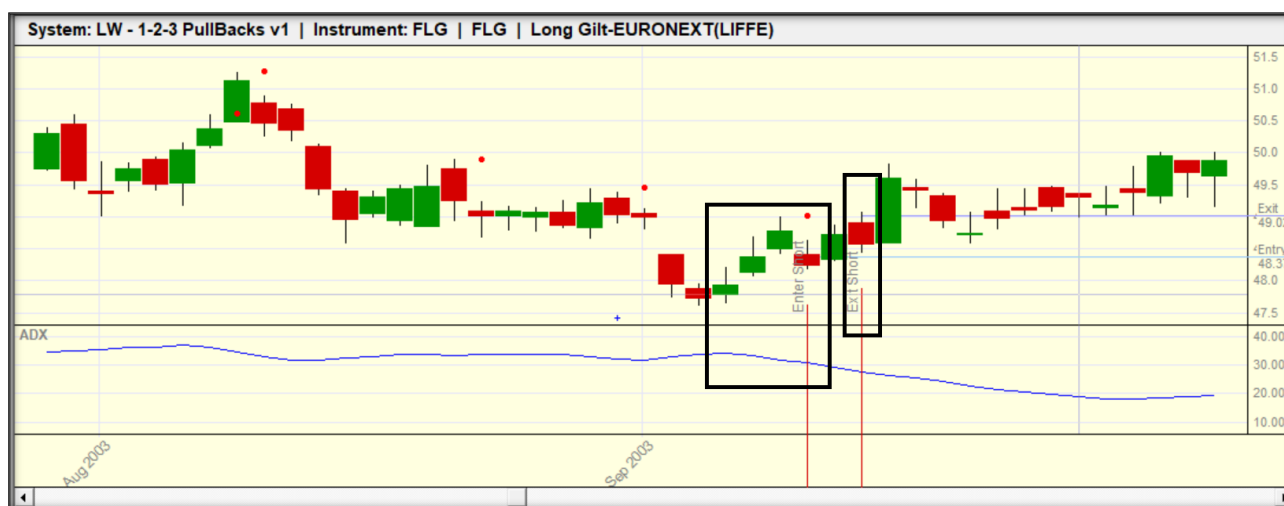 System: LW - 1-2-3 PullBacks v1 | Instrument: FLG | FLG | Long Gilt-EURONEXT(LIFFE)
51.5
51.0
50.5
50.0
49.5
Exit
49.02
Entry
48.3
48.0
47.5
Enter Short
Exit Short
ADX
40.00
30.00
20.00
10.00
Aug 2003
Sep 2003